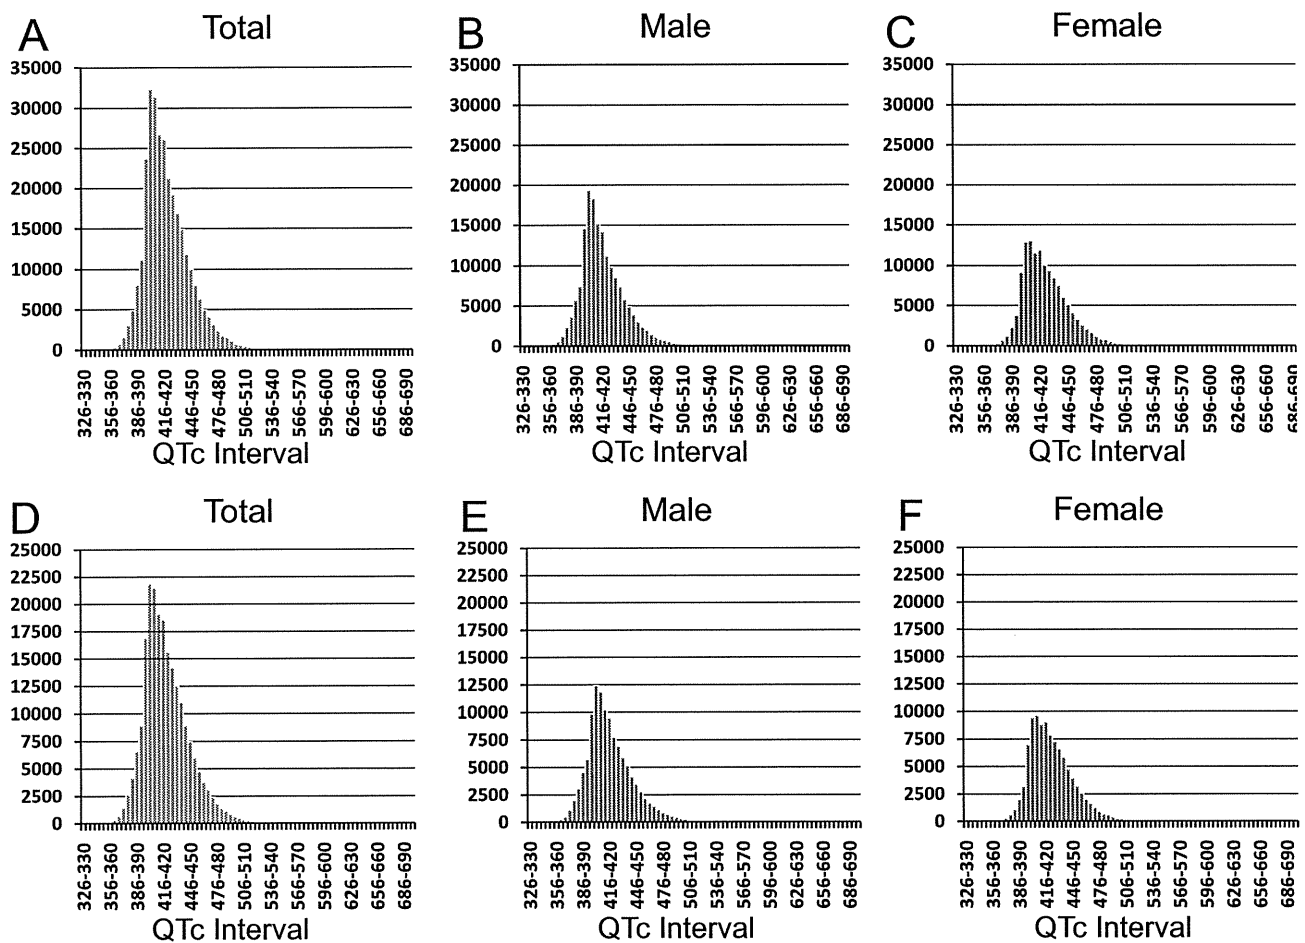 A Total B Male C Female
35000 35000 35000
30000 30000 30000
25000 25000 25000
20000 20000 20000
15000 15000 15000
10000 10000 10000
5000 5000 5000
0 0 0
326-330 356-360 386-390 416-420 446-450 476-480 506-510 536-540 566-570 596-600 626-630 656-660 686-690
326-330 356-360 386-390 416-420 446-450 476-480 506-510 536-540 566-570 596-600 626-630 656-660 686-690
326-330 356-360 386-390 416-420 446-450 476-480 506-510 536-540 566-570 596-600 626-630 656-660 686-690
QTc Interval QTc Interval QTc Interval
D Total E Male F Female
25000 25000 25000
22500 22500 22500
20000 20000 20000
17500 17500 17500
15000 15000 15000
12500 12500 12500
10000 10000 10000
7500 7500 7500
5000 5000 5000
2500 2500 2500
0 0 0
326-330 356-360 386-390 416-420 446-450 476-480 506-510 536-540 566-570 596-600 626-630 656-660 686-690
326-330 356-360 386-390 416-420 446-450 476-480 506-510 536-540 566-570 596-600 626-630 656-660 686-690
326-330 356-360 386-390 416-420 446-450 476-480 506-510 536-540 566-570 596-600 626-630 656-660 686-690
QTc Interval QTc Interval QTc Interval